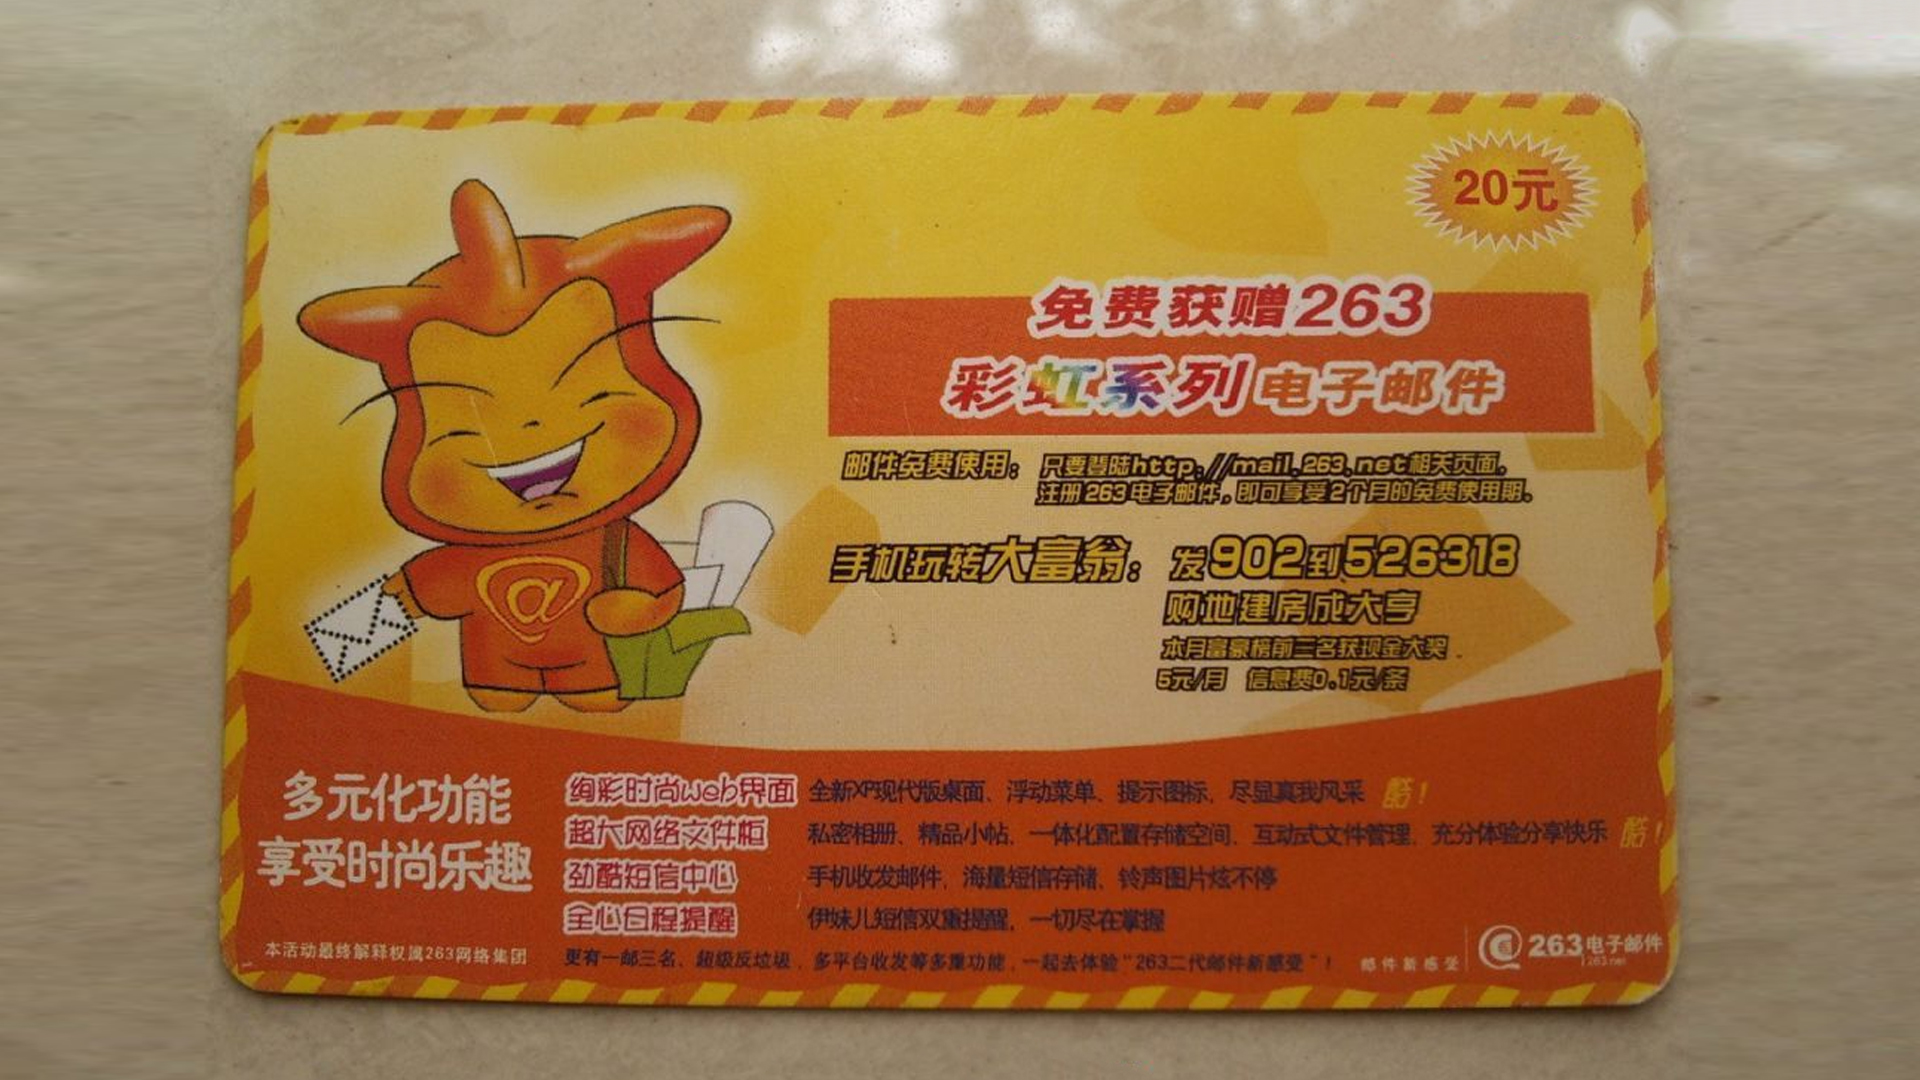 20元
免费获赠263
彩虹系列电子邮件
邮件免费使用：只要登陆http://mail.263.net相关页面，
注册263电子邮件，即可享受2个月的免费使用期。
手机玩转大富翁：发902到526318
购地建房成大亨
本月富豪榜前三名获现金大奖
5元/月 信息费0.1元/条
@
多元化功能
享受时尚乐趣
绚彩时尚web界面 全新XP现代版桌面、浮动菜单、提示图标、尽显真我风采 酷！
超大网络文件柜 私密相册、精品小帖、一体化配置存储空间、互动式文件管理、充分体验分享快乐 酷！
劲酷短信中心 手机收发邮件、海量短信存储、铃声图片炫不停
全心日程提醒 伊妹儿短信双重提醒，一切尽在掌握
更有一邮三名、超级反垃圾，多平台收发等多重功能，一起去体验“263二代邮件新感受”！
本活动最终解释权属263网络集团
邮件新感受
263电子邮件
263.net